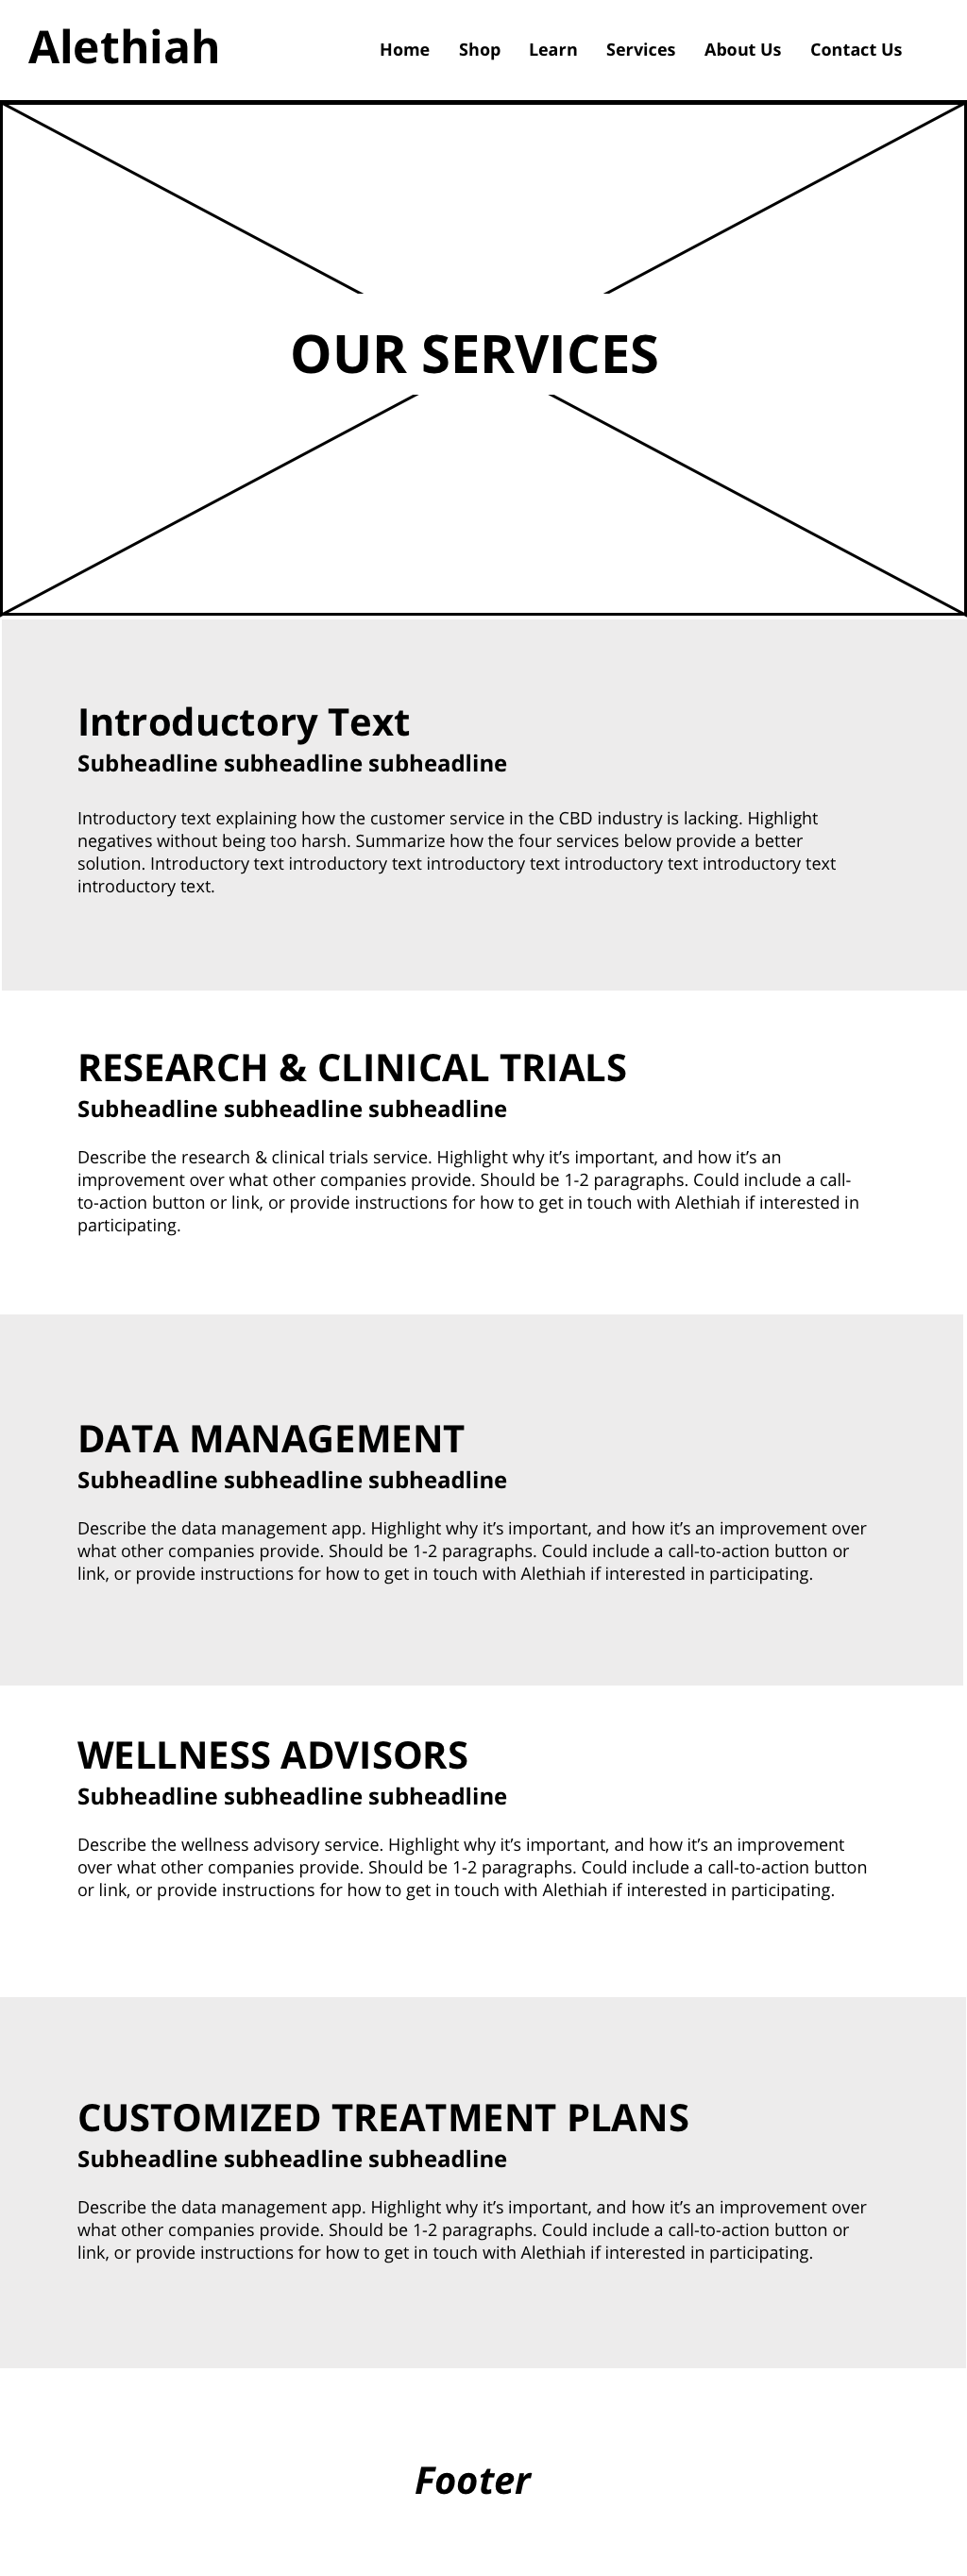 Alethiah
Home Shop Learn Services About Us Contact Us
OUR SERVICES
Introductory Text
Subheadline subheadline subheadline
Introductory text explaining how the customer service in the CBD industry is lacking. Highlight
negatives without being too harsh. Summarize how the four services below provide a better
solution. Introductory text introductory text introductory text introductory text introductory text
introductory text.
RESEARCH & CLINICAL TRIALS
Subheadline subheadline subheadline
Describe the research & clinical trials service. Highlight why it’s important, and how it’s an
improvement over what other companies provide. Should be 1-2 paragraphs. Could include a call-
to-action button or link, or provide instructions for how to get in touch with Alethiah if interested in
participating.
DATA MANAGEMENT
Subheadline subheadline subheadline
Describe the data management app. Highlight why it’s important, and how it’s an improvement over
what other companies provide. Should be 1-2 paragraphs. Could include a call-to-action button or
link, or provide instructions for how to get in touch with Alethiah if interested in participating.
WELLNESS ADVISORS
Subheadline subheadline subheadline
Describe the wellness advisory service. Highlight why it’s important, and how it’s an improvement
over what other companies provide. Should be 1-2 paragraphs. Could include a call-to-action button
or link, or provide instructions for how to get in touch with Alethiah if interested in participating.
CUSTOMIZED TREATMENT PLANS
Subheadline subheadline subheadline
Describe the data management app. Highlight why it’s important, and how it’s an improvement over
what other companies provide. Should be 1-2 paragraphs. Could include a call-to-action button or
link, or provide instructions for how to get in touch with Alethiah if interested in participating.
Footer